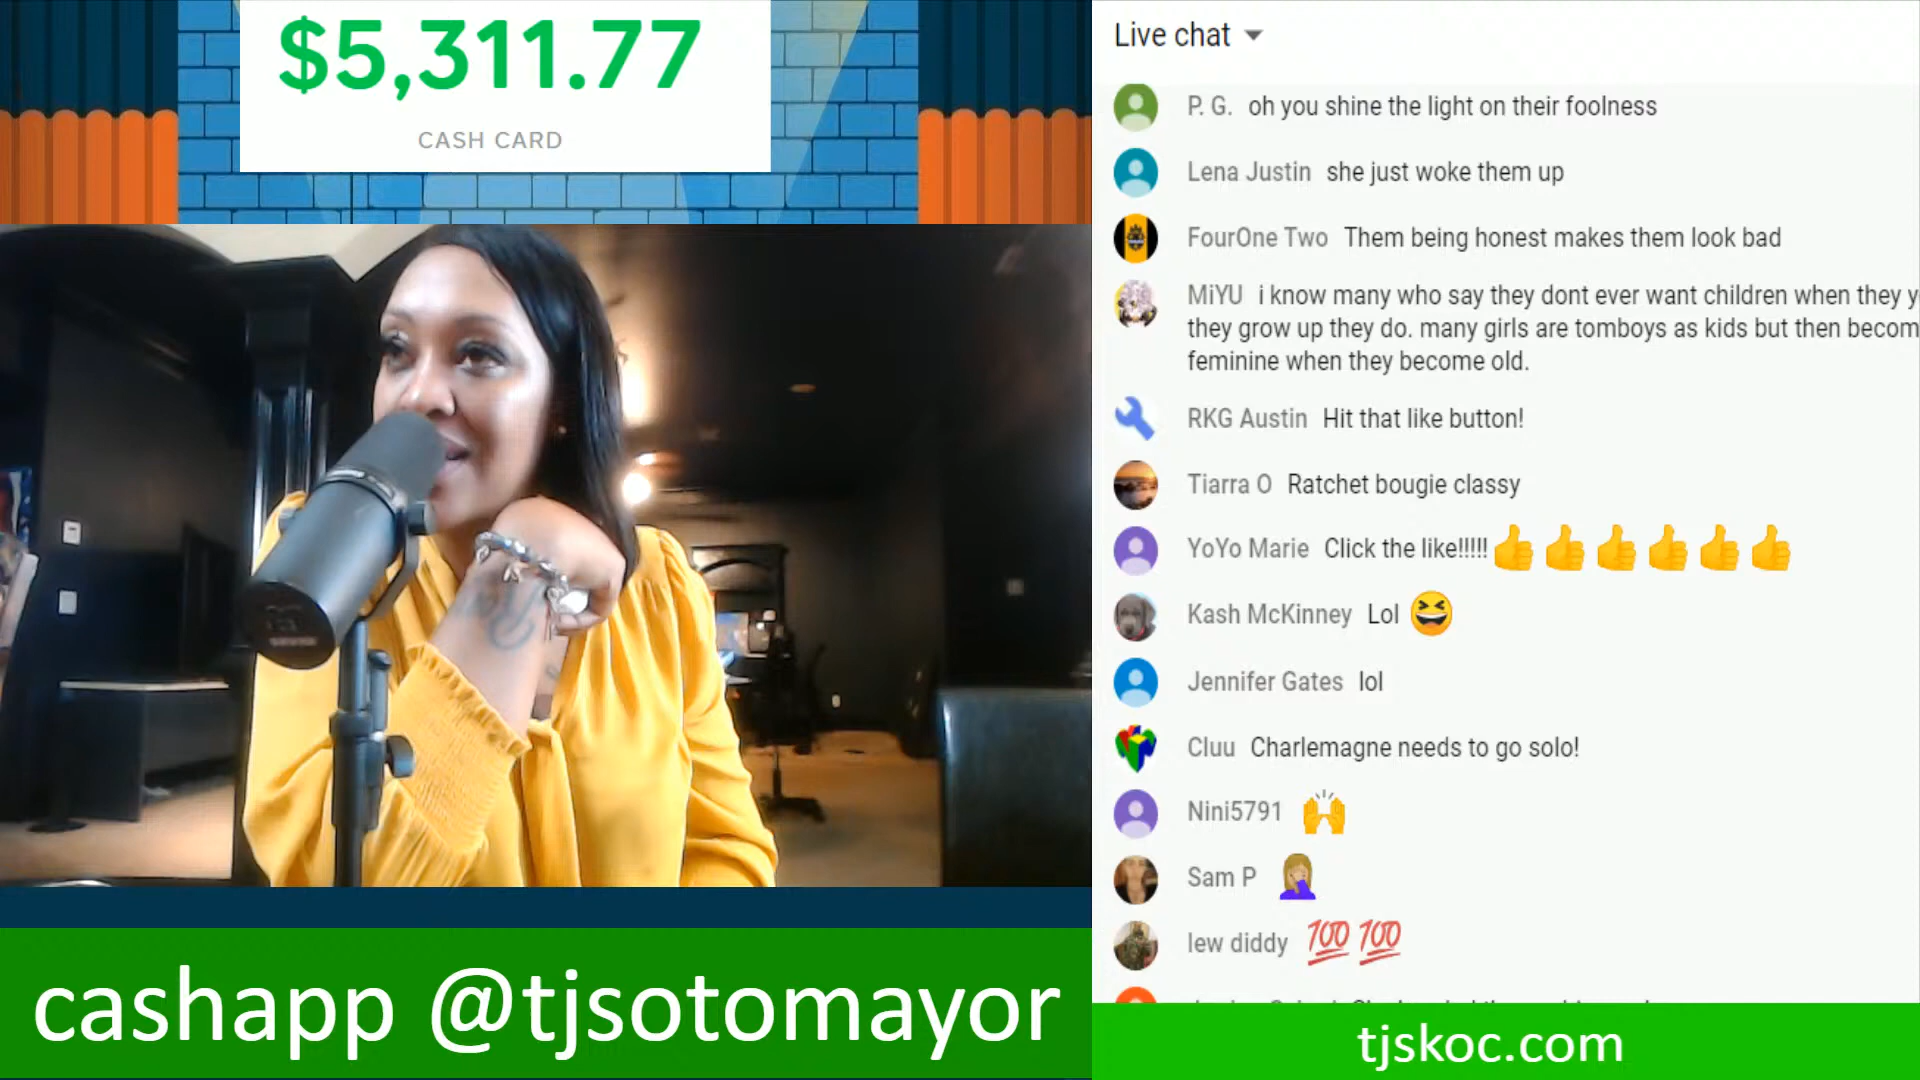 $5,311.77
CASH CARD
cashapp @tjsotomayor
Live chat
P. G. oh you shine the light on their foolness
Lena Justin she just woke them up
FourOne Two Them being honest makes them look bad
MiYU i know many who say they dont ever want children when they y
they grow up they do. many girls are tomboys as kids but then becom
feminine when they become old.
RKG Austin Hit that like button!
Tiarra O Ratchet bougie classy
YoYo Marie Click the like!!!!!👍👍👍👍👍👍
Kash McKinney Lol 😆
Jennifer Gates lol
Cluu Charlemagne needs to go solo!
Nini5791 🙌
Sam P 🤦🏼‍♀️
lew diddy 💯💯
tjskoc.com